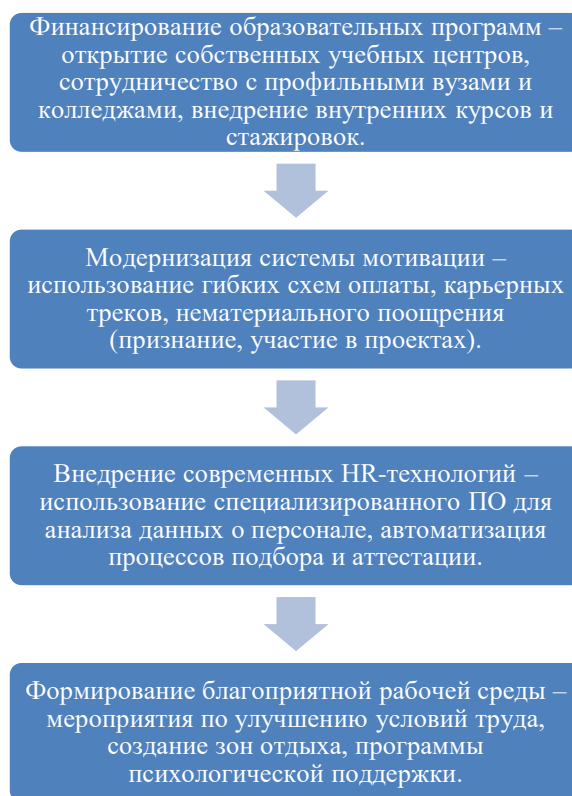 Финансирование образовательных программ –
открытие собственных учебных центров,
сотрудничество с профильными вузами и
колледжами, внедрение внутренних курсов и
стажировок.
Модернизация системы мотивации –
использование гибких схем оплаты, карьерных
треков, нематериального поощрения
(признание, участие в проектах).
Внедрение современных HR-технологий –
использование специализированного ПО для
анализа данных о персонале, автоматизация
процессов подбора и аттестации.
Формирование благоприятной рабочей среды –
мероприятия по улучшению условий труда,
создание зон отдыха, программы
психологической поддержки.